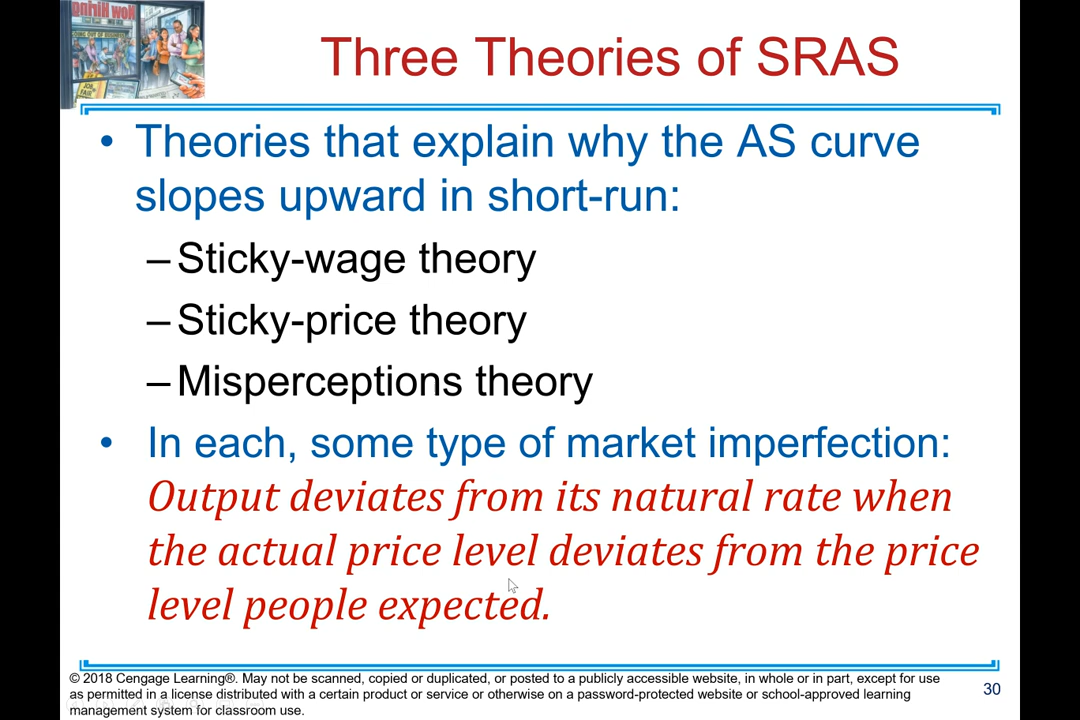 Three Theories of SRAS
• Theories that explain why the AS curve
slopes upward in short-run:
– Sticky-wage theory
– Sticky-price theory
– Misperceptions theory
• In each, some type of market imperfection:
Output deviates from its natural rate when
the actual price level deviates from the price
level people expected.
© 2018 Cengage Learning®. May not be scanned, copied or duplicated, or posted to a publicly accessible website, in whole or in part, except for use
as permitted in a license distributed with a certain product or service or otherwise on a password-protected website or school-approved learning
management system for classroom use.
30